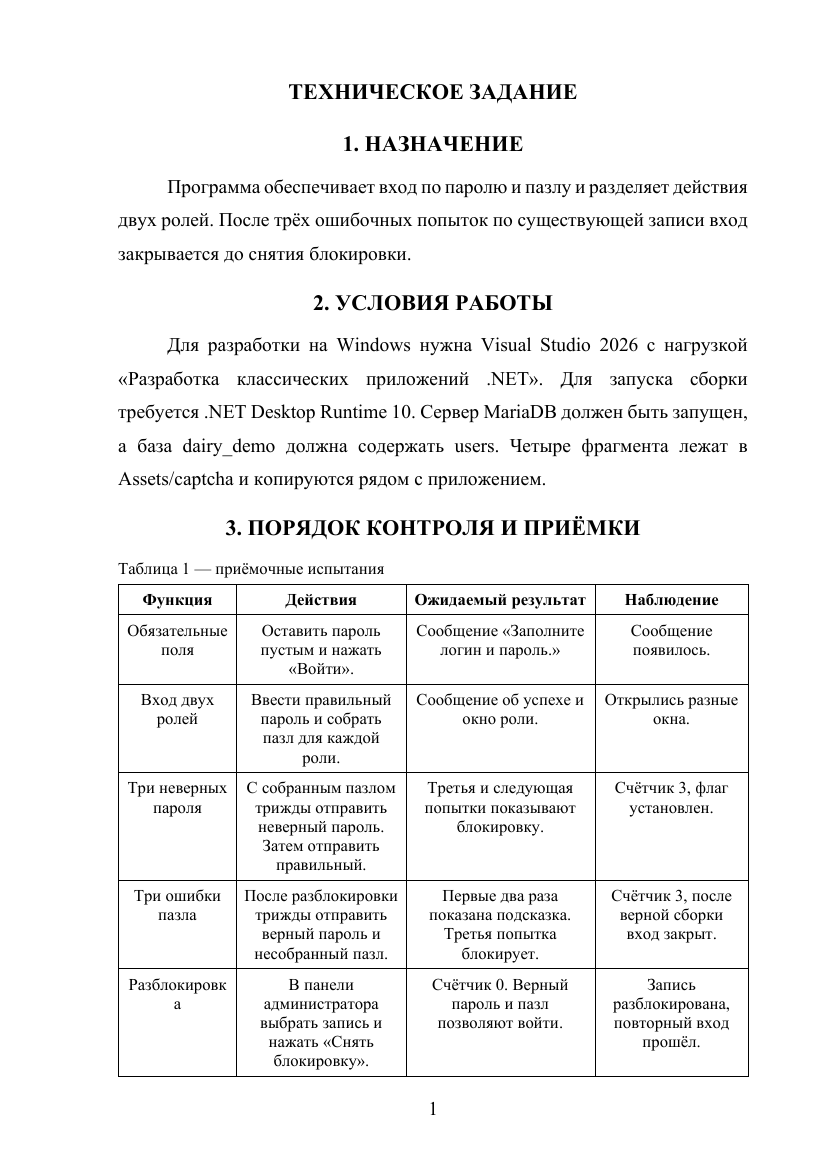 ТЕХНИЧЕСКОЕ ЗАДАНИЕ
1. НАЗНАЧЕНИЕ
Программа обеспечивает вход по паролю и пазлу и разделяет действия
двух ролей. После трёх ошибочных попыток по существующей записи вход
закрывается до снятия блокировки.
2. УСЛОВИЯ РАБОТЫ
Для разработки на Windows нужна Visual Studio 2026 с нагрузкой
«Разработка классических приложений .NET». Для запуска сборки
требуется .NET Desktop Runtime 10. Сервер MariaDB должен быть запущен,
а база dairy_demo должна содержать users. Четыре фрагмента лежат в
Assets/captcha и копируются рядом с приложением.
3. ПОРЯДОК КОНТРОЛЯ И ПРИЁМКИ
Таблица 1 — приёмочные испытания
Функция
Действия
Ожидаемый результат
Наблюдение
Обязательные
поля
Оставить пароль
пустым и нажать
«Войти».
Сообщение «Заполните
логин и пароль.»
Сообщение
появилось.
Вход двух
ролей
Ввести правильный
пароль и собрать
пазл для каждой
роли.
Сообщение об успехе и
окно роли.
Открылись разные
окна.
Три неверных
пароля
С собранным пазлом
трижды отправить
неверный пароль.
Затем отправить
правильный.
Третья и следующая
попытки показывают
блокировку.
Счётчик 3, флаг
установлен.
Три ошибки
пазла
После разблокировки
трижды отправить
верный пароль и
несобранный пазл.
Первые два раза
показана подсказка.
Третья попытка
блокирует.
Счётчик 3, после
верной сборки
вход закрыт.
Разблокировк
а
В панели
администратора
выбрать запись и
нажать «Снять
блокировку».
Счётчик 0. Верный
пароль и пазл
позволяют войти.
Запись
разблокирована,
повторный вход
прошёл.
1